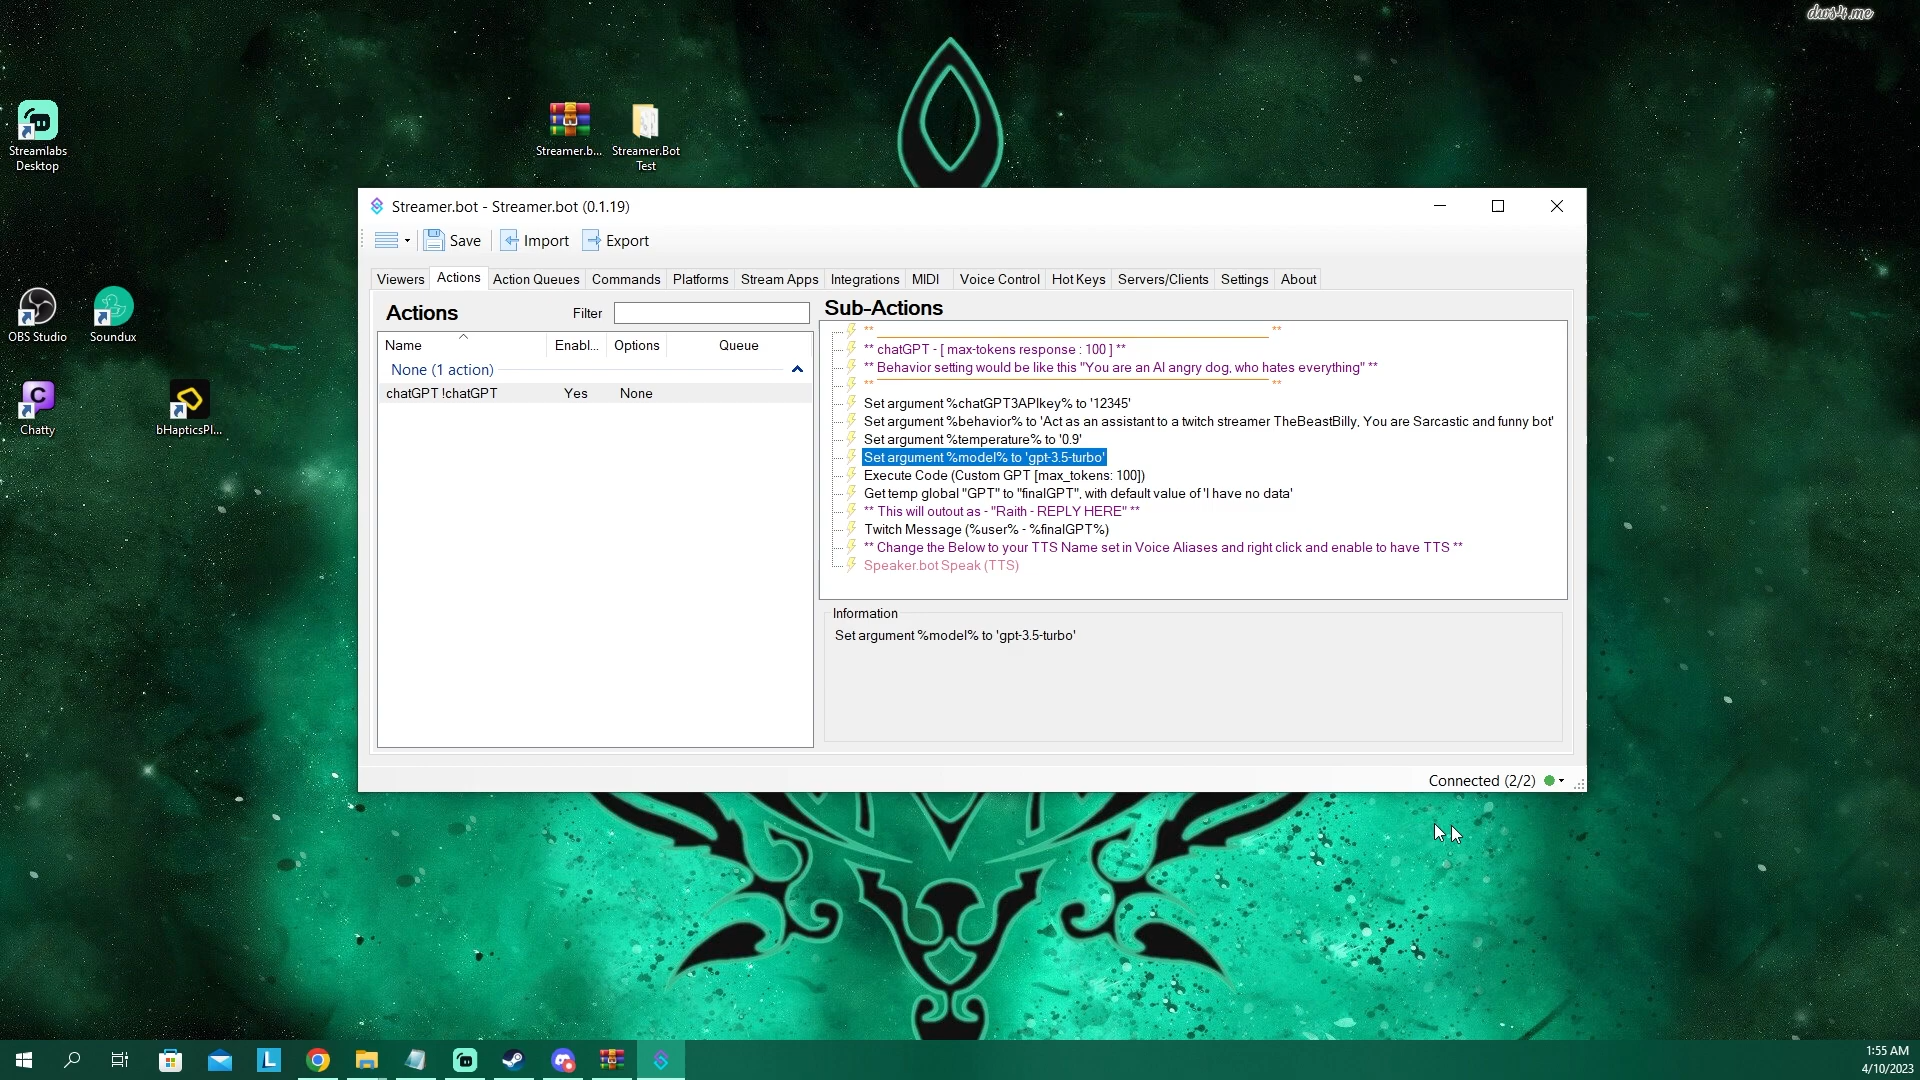 dws4.me
Streamlabs
Desktop
Streamer.b...
Streamer.Bot
Test
OBS Studio
Soundux
Chatty
bHapticsPl...
Streamer.bot - Streamer.bot (0.1.19)
Save
Import
Export
Viewers
Actions
Action Queues
Commands
Platforms
Stream Apps
Integrations
MIDI
Voice Control
Hot Keys
Servers/Clients
Settings
About
Actions
Filter
Name
Enabl...
Options
Queue
None (1 action)
chatGPT !chatGPT
Yes
None
Sub-Actions
** ______ **
** chatGPT - [ max-tokens response : 100 ] **
** Behavior setting would be like this "You are an AI angry dog, who hates everything" **
** ‾‾‾‾‾‾ **
Set argument %chatGPT3APIkey% to '12345'
Set argument %behavior% to 'Act as an assistant to a twitch streamer TheBeastBilly, You are Sarcastic and funny bot'
Set argument %temperature% to '0.9'
Set argument %model% to 'gpt-3.5-turbo'
Execute Code (Custom GPT [max_tokens: 100])
Get temp global "GPT" to "finalGPT", with default value of 'I have no data'
** This will outout as - "Raith - REPLY HERE" **
Twitch Message (%user% - %finalGPT%)
** Change the Below to your TTS Name set in Voice Aliases and right click and enable to have TTS **
Speaker.bot Speak (TTS)
Information
Set argument %model% to 'gpt-3.5-turbo'
Connected (2/2)
1:55 AM
4/10/2023